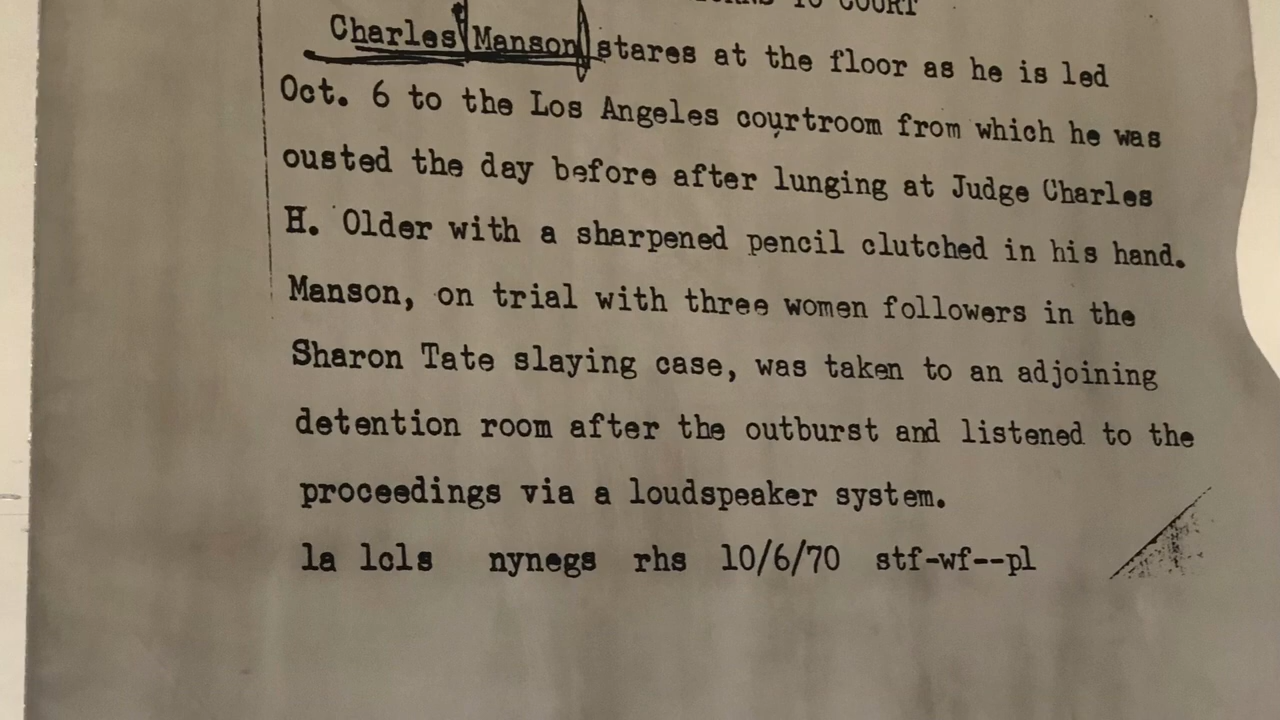 TO COURT
Charles Manson stares at the floor as he is led
Oct. 6 to the Los Angeles courtroom from which he was
ousted the day before after lunging at Judge Charles
H. Older with a sharpened pencil clutched in his hand.
Manson, on trial with three women followers in the
Sharon Tate slaying case, was taken to an adjoining
detention room after the outburst and listened to the
proceedings via a loudspeaker system.
la lcls nynegs rhs 10/6/70 stf-wf--pl